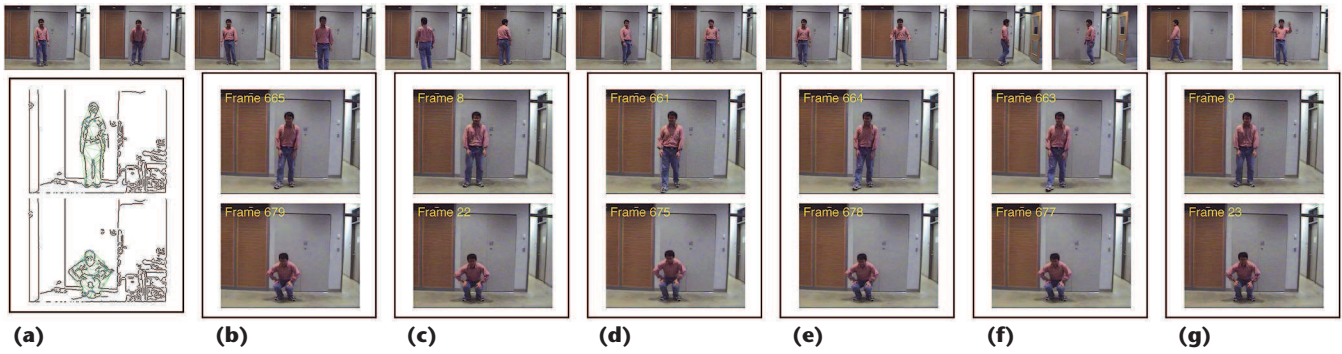 Frame 665
Frame 8
Frame 661
Frame 664
Frame 663
Frame 9
Frame 679
Frame 22
Frame 675
Frame 678
Frame 677
Frame 23
(a)
(b)
(c)
(d)
(e)
(f)
(g)